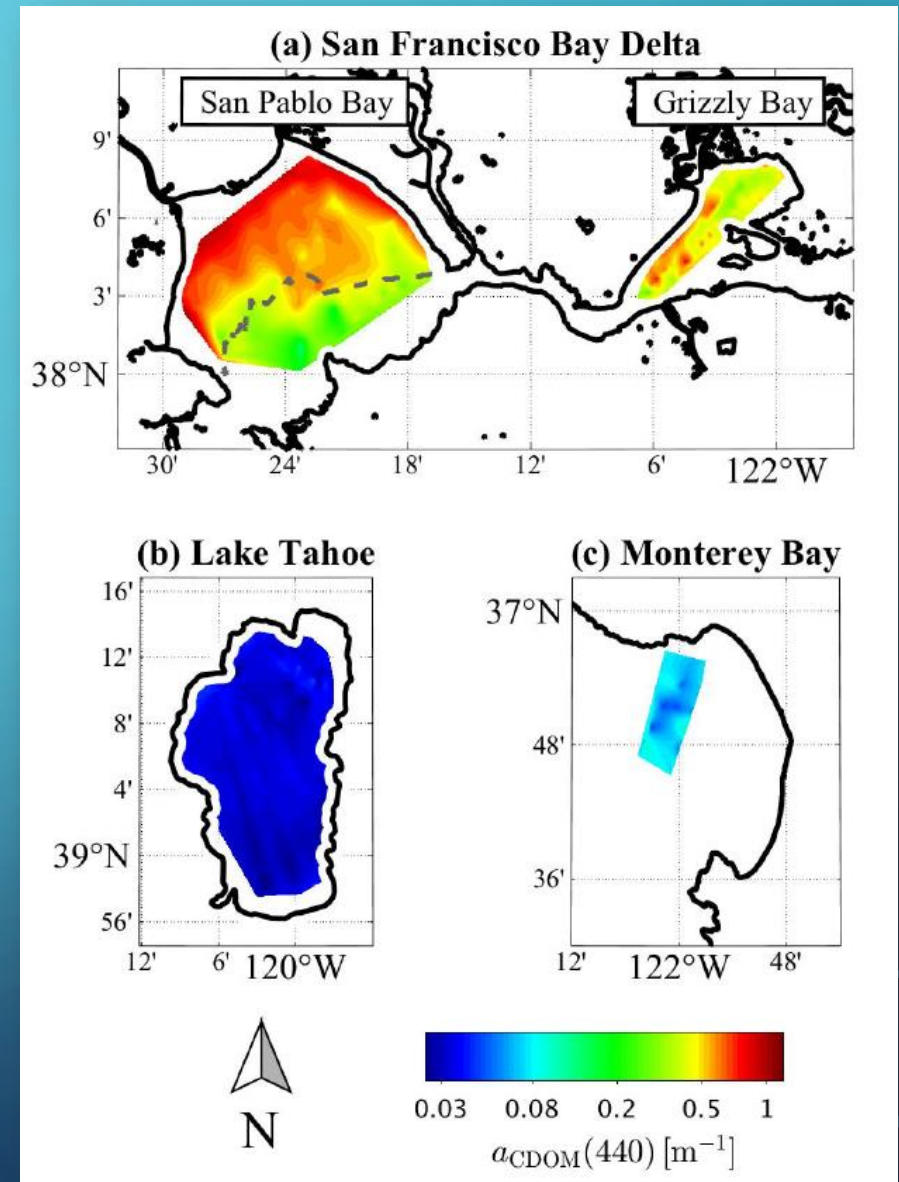 (a) San Francisco Bay Delta
San Pablo Bay
Grizzly Bay
9'
6'
3'
38°N
30'
24'
18'
12'
6'
122°W
(b) Lake Tahoe
16'
12'
8'
4'
39°N
56'
12'
6'
120°W
(c) Monterey Bay
37°N
48'
36'
12'
122°W
48'
N
0.03 0.08 0.2 0.5 1
a_CDOM(440) [m⁻¹]